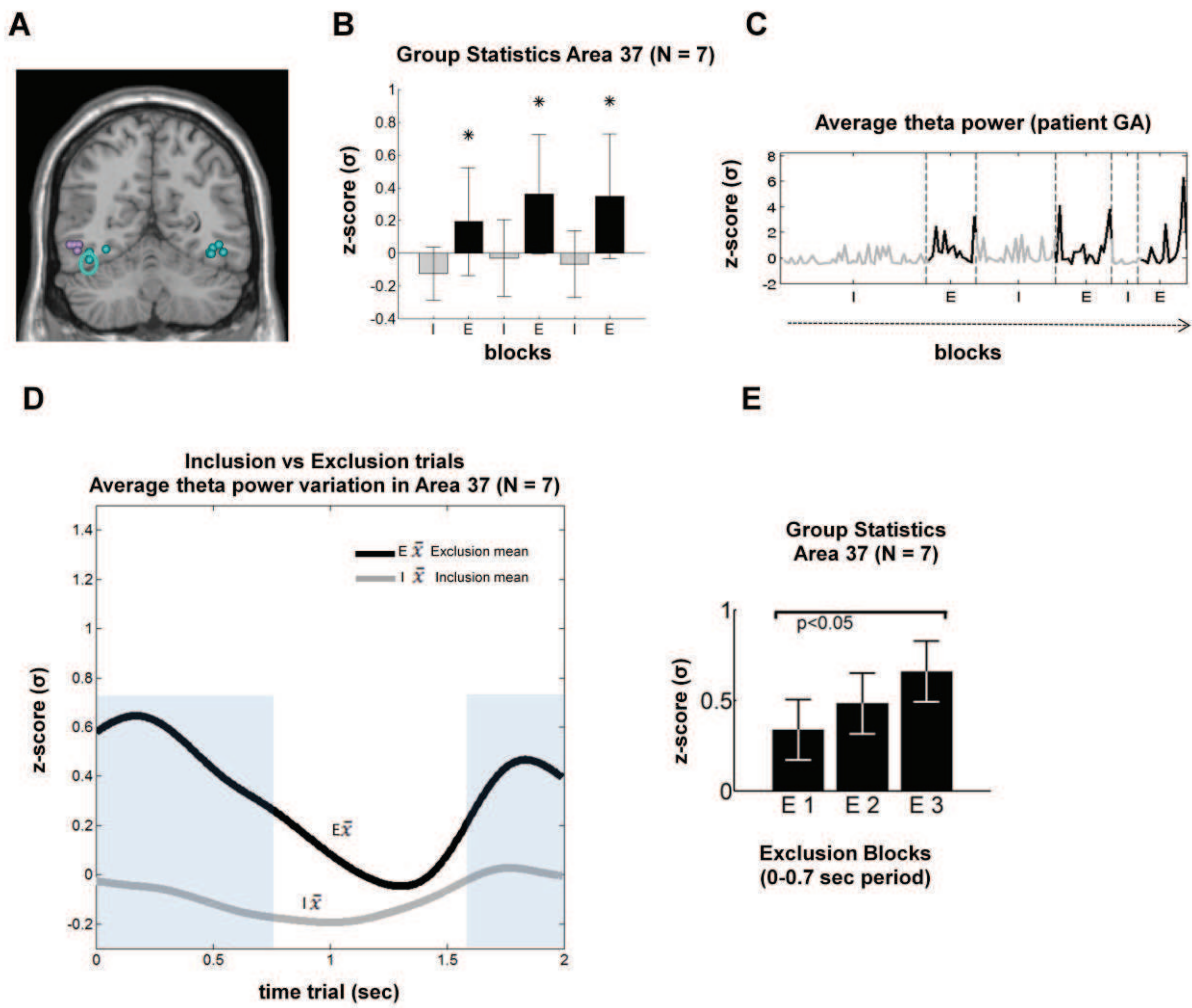 A
B
Group Statistics Area 37 (N = 7)
z-score (σ)
1
0.8
0.6
0.4
0.2
0
-0.2
-0.4
*
*
*
I E I E I E
blocks
C
Average theta power (patient GA)
z-score (σ)
8
6
4
2
0
-2
I E I E I E
blocks
D
Inclusion vs Exclusion trials
Average theta power variation in Area 37 (N = 7)
z-score (σ)
1.4
1.2
1
0.8
0.6
0.4
0.2
0
-0.2
E x̄ Exclusion mean
I x̄ Inclusion mean
Ex̄
Ix̄
0 0.5 1 1.5 2
time trial (sec)
E
Group Statistics
Area 37 (N = 7)
z-score (σ)
1
0.5
0
p<0.05
E 1 E 2 E 3
Exclusion Blocks
(0-0.7 sec period)